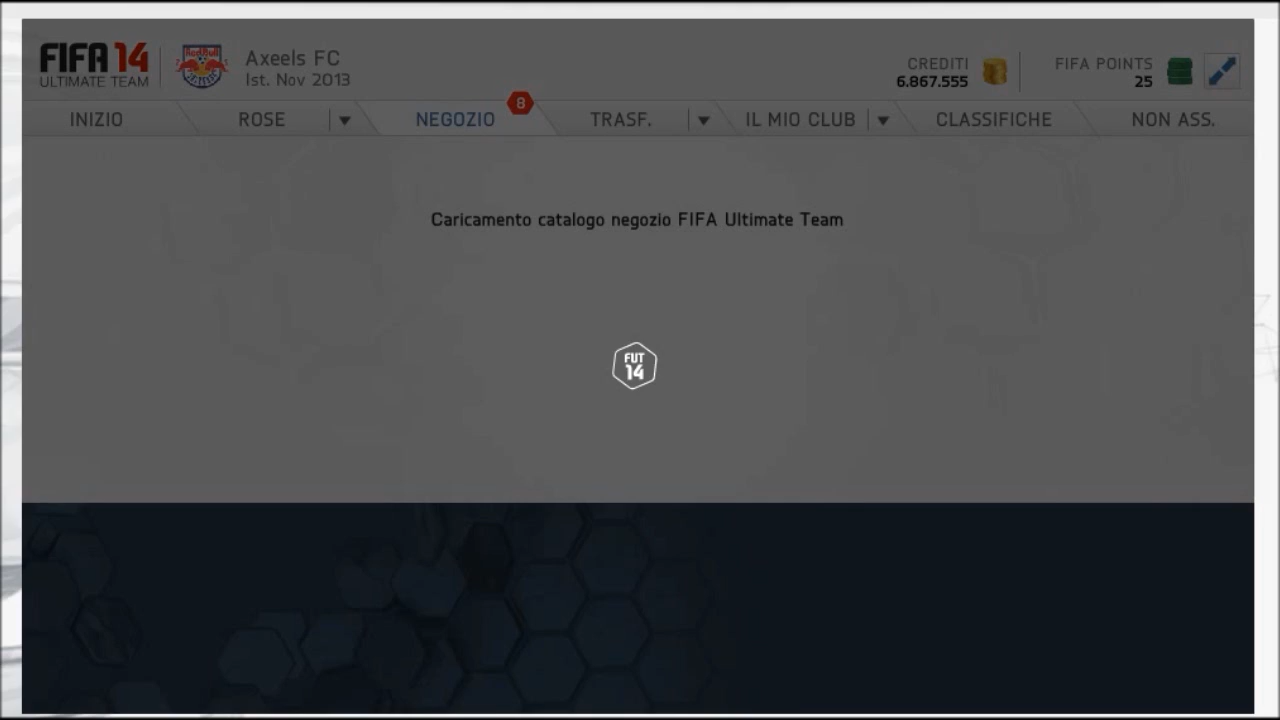 FIFA 14
ULTIMATE TEAM
RedBull
Axeels FC
Ist. Nov 2013
CREDITI
6.867.555
FIFA POINTS
25
INIZIO
ROSE
NEGOZIO
8
TRASF.
IL MIO CLUB
CLASSIFICHE
NON ASS.
Caricamento catalogo negozio FIFA Ultimate Team
FUT
14